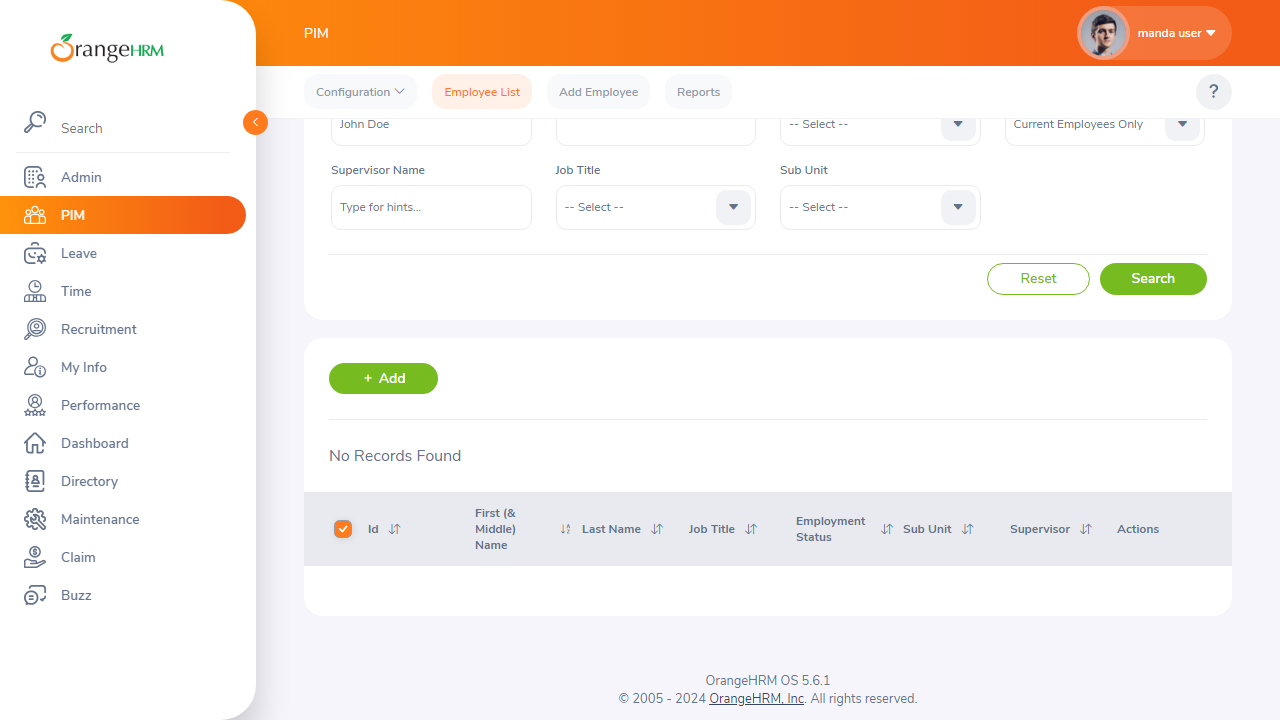 OrangeHRM
Search
Admin
PIM
Leave
Time
Recruitment
My Info
Performance
Dashboard
Directory
Maintenance
Claim
Buzz
PIM
manda user
Configuration
Employee List
Add Employee
Reports
?
John Doe
-- Select --
Current Employees Only
Supervisor Name
Job Title
Sub Unit
Type for hints...
-- Select --
-- Select --
Reset
Search
+ Add
No Records Found
Id
First (&
Middle)
Name
Last Name
Job Title
Employment
Status
Sub Unit
Supervisor
Actions
OrangeHRM OS 5.6.1
© 2005 - 2024 OrangeHRM, Inc. All rights reserved.